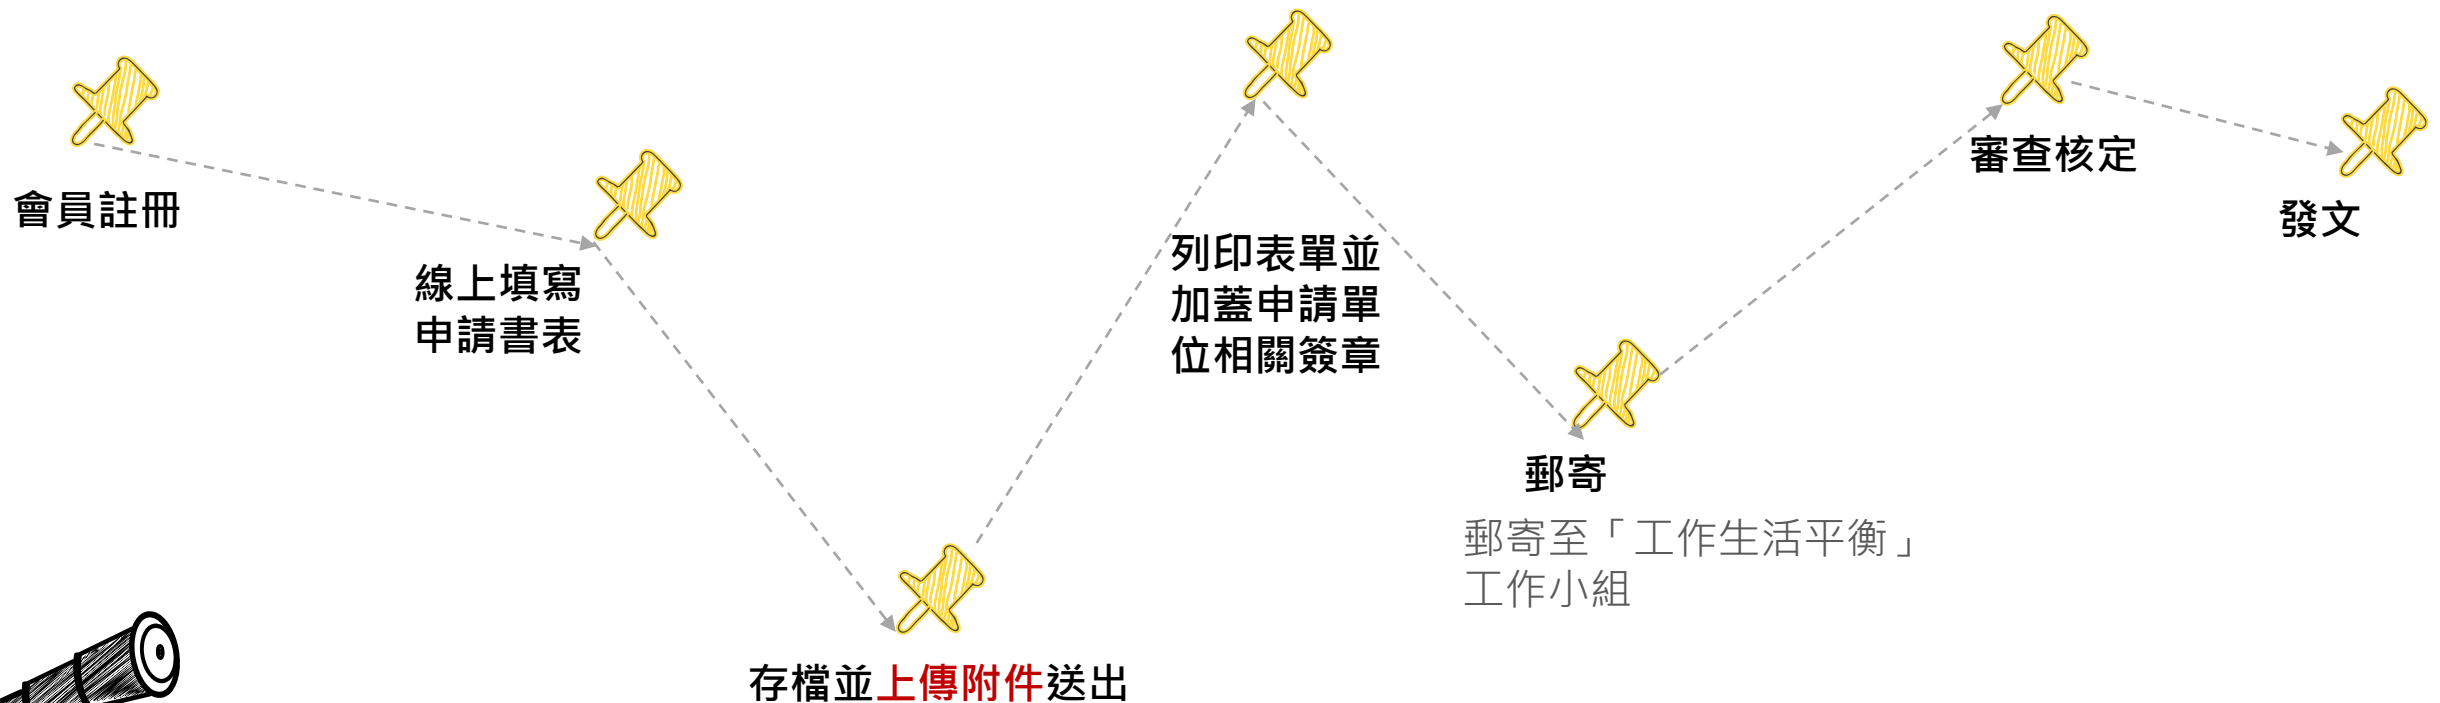 會員註冊
線上填寫
申請書表
存檔並上傳附件送出
列印表單並
加蓋申請單
位相關簽章
郵寄
郵寄至「工作生活平衡」
工作小組
審查核定
發文